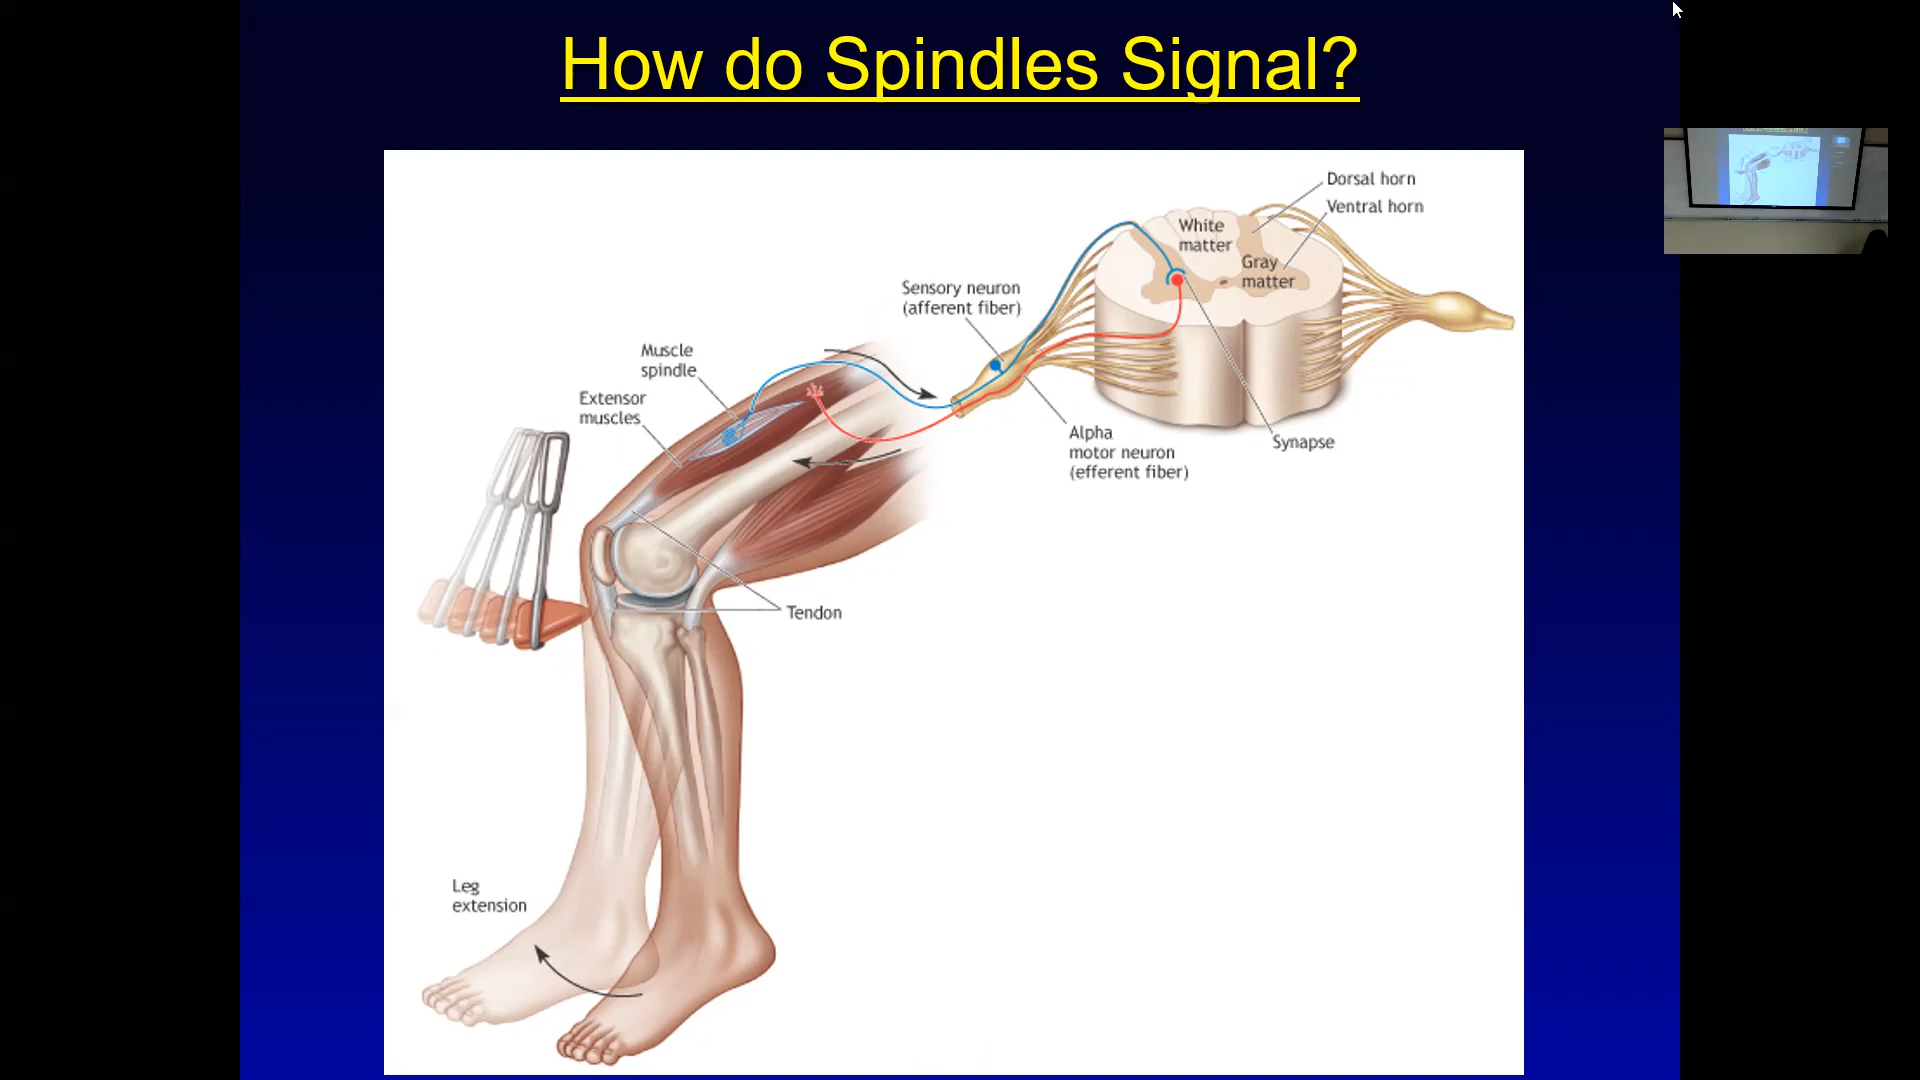 How do Spindles Signal?
Dorsal horn
Ventral horn
White
matter
Gray
matter
Sensory neuron
(afferent fiber)
Muscle
spindle
Extensor
muscles
Alpha
motor neuron
(efferent fiber)
Synapse
Tendon
Leg
extension